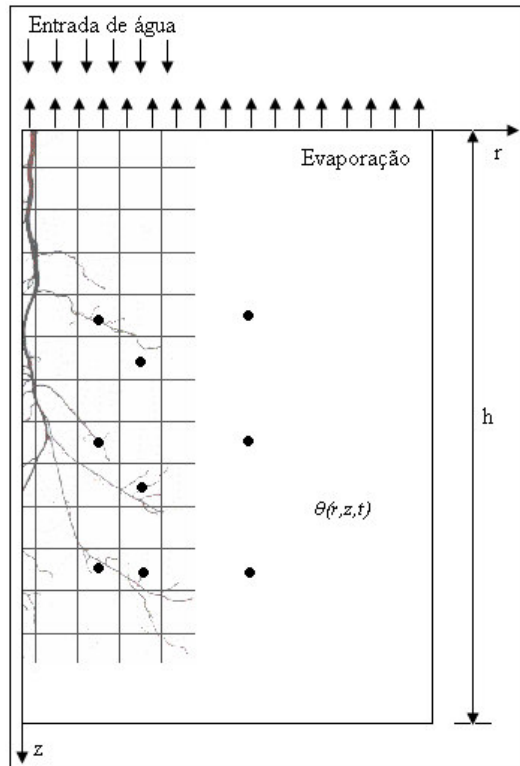 Entrada de água
r
Evaporação
h
θ(r,z,t)
z